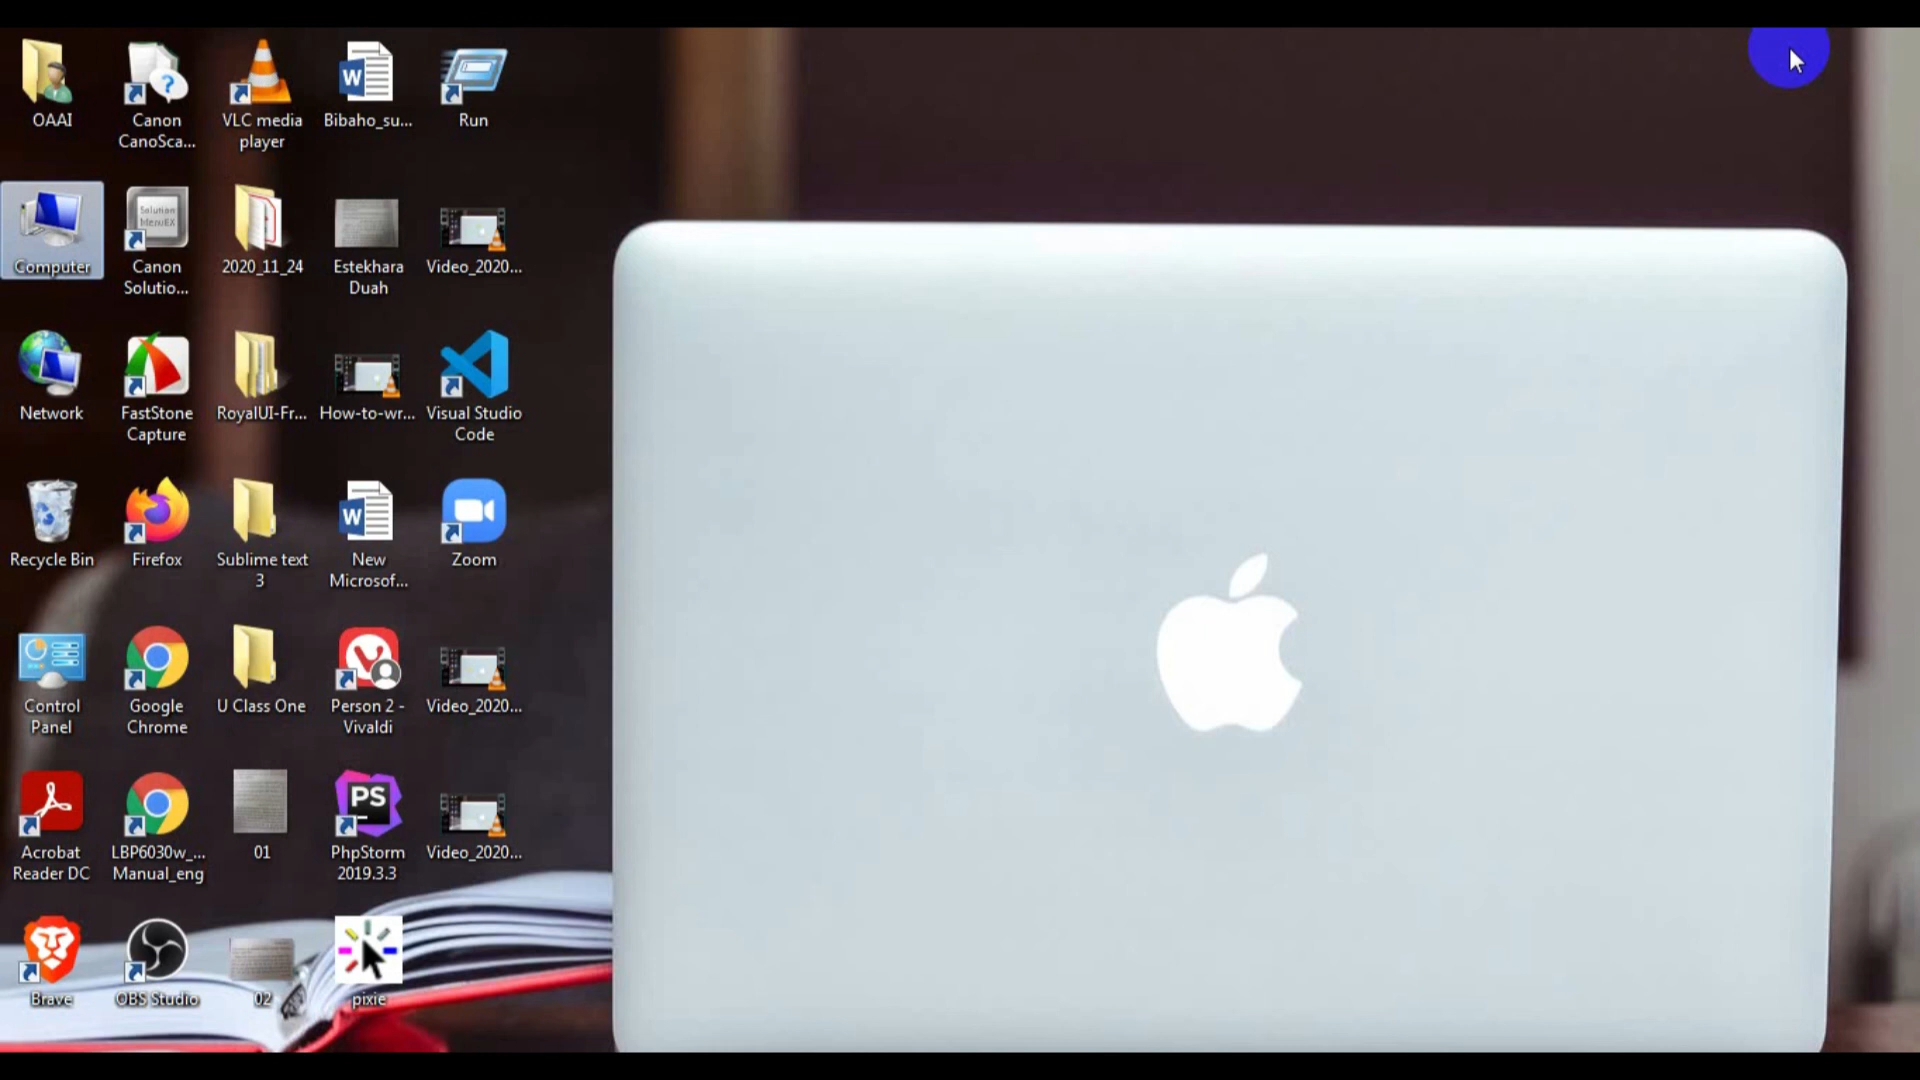 OAAI
Canon
CanoSca...
VLC media
player
Bibaho_su...
Run
Computer
Solution
MenuEX
Canon
Solutio...
2020_11_24
Estekhara
Duah
Video_2020...
Network
FastStone
Capture
RoyalUI-Fr...
How-to-wr...
Visual Studio
Code
Recycle Bin
Firefox
Sublime text
3
New
Microsof...
Zoom
Control
Panel
Google
Chrome
U Class One
Person 2 -
Vivaldi
Video_2020...
Acrobat
Reader DC
LBP6030w_...
Manual_eng
01
PS
PhpStorm
2019.3.3
Video_2020...
Brave
OBS Studio
02
pixie